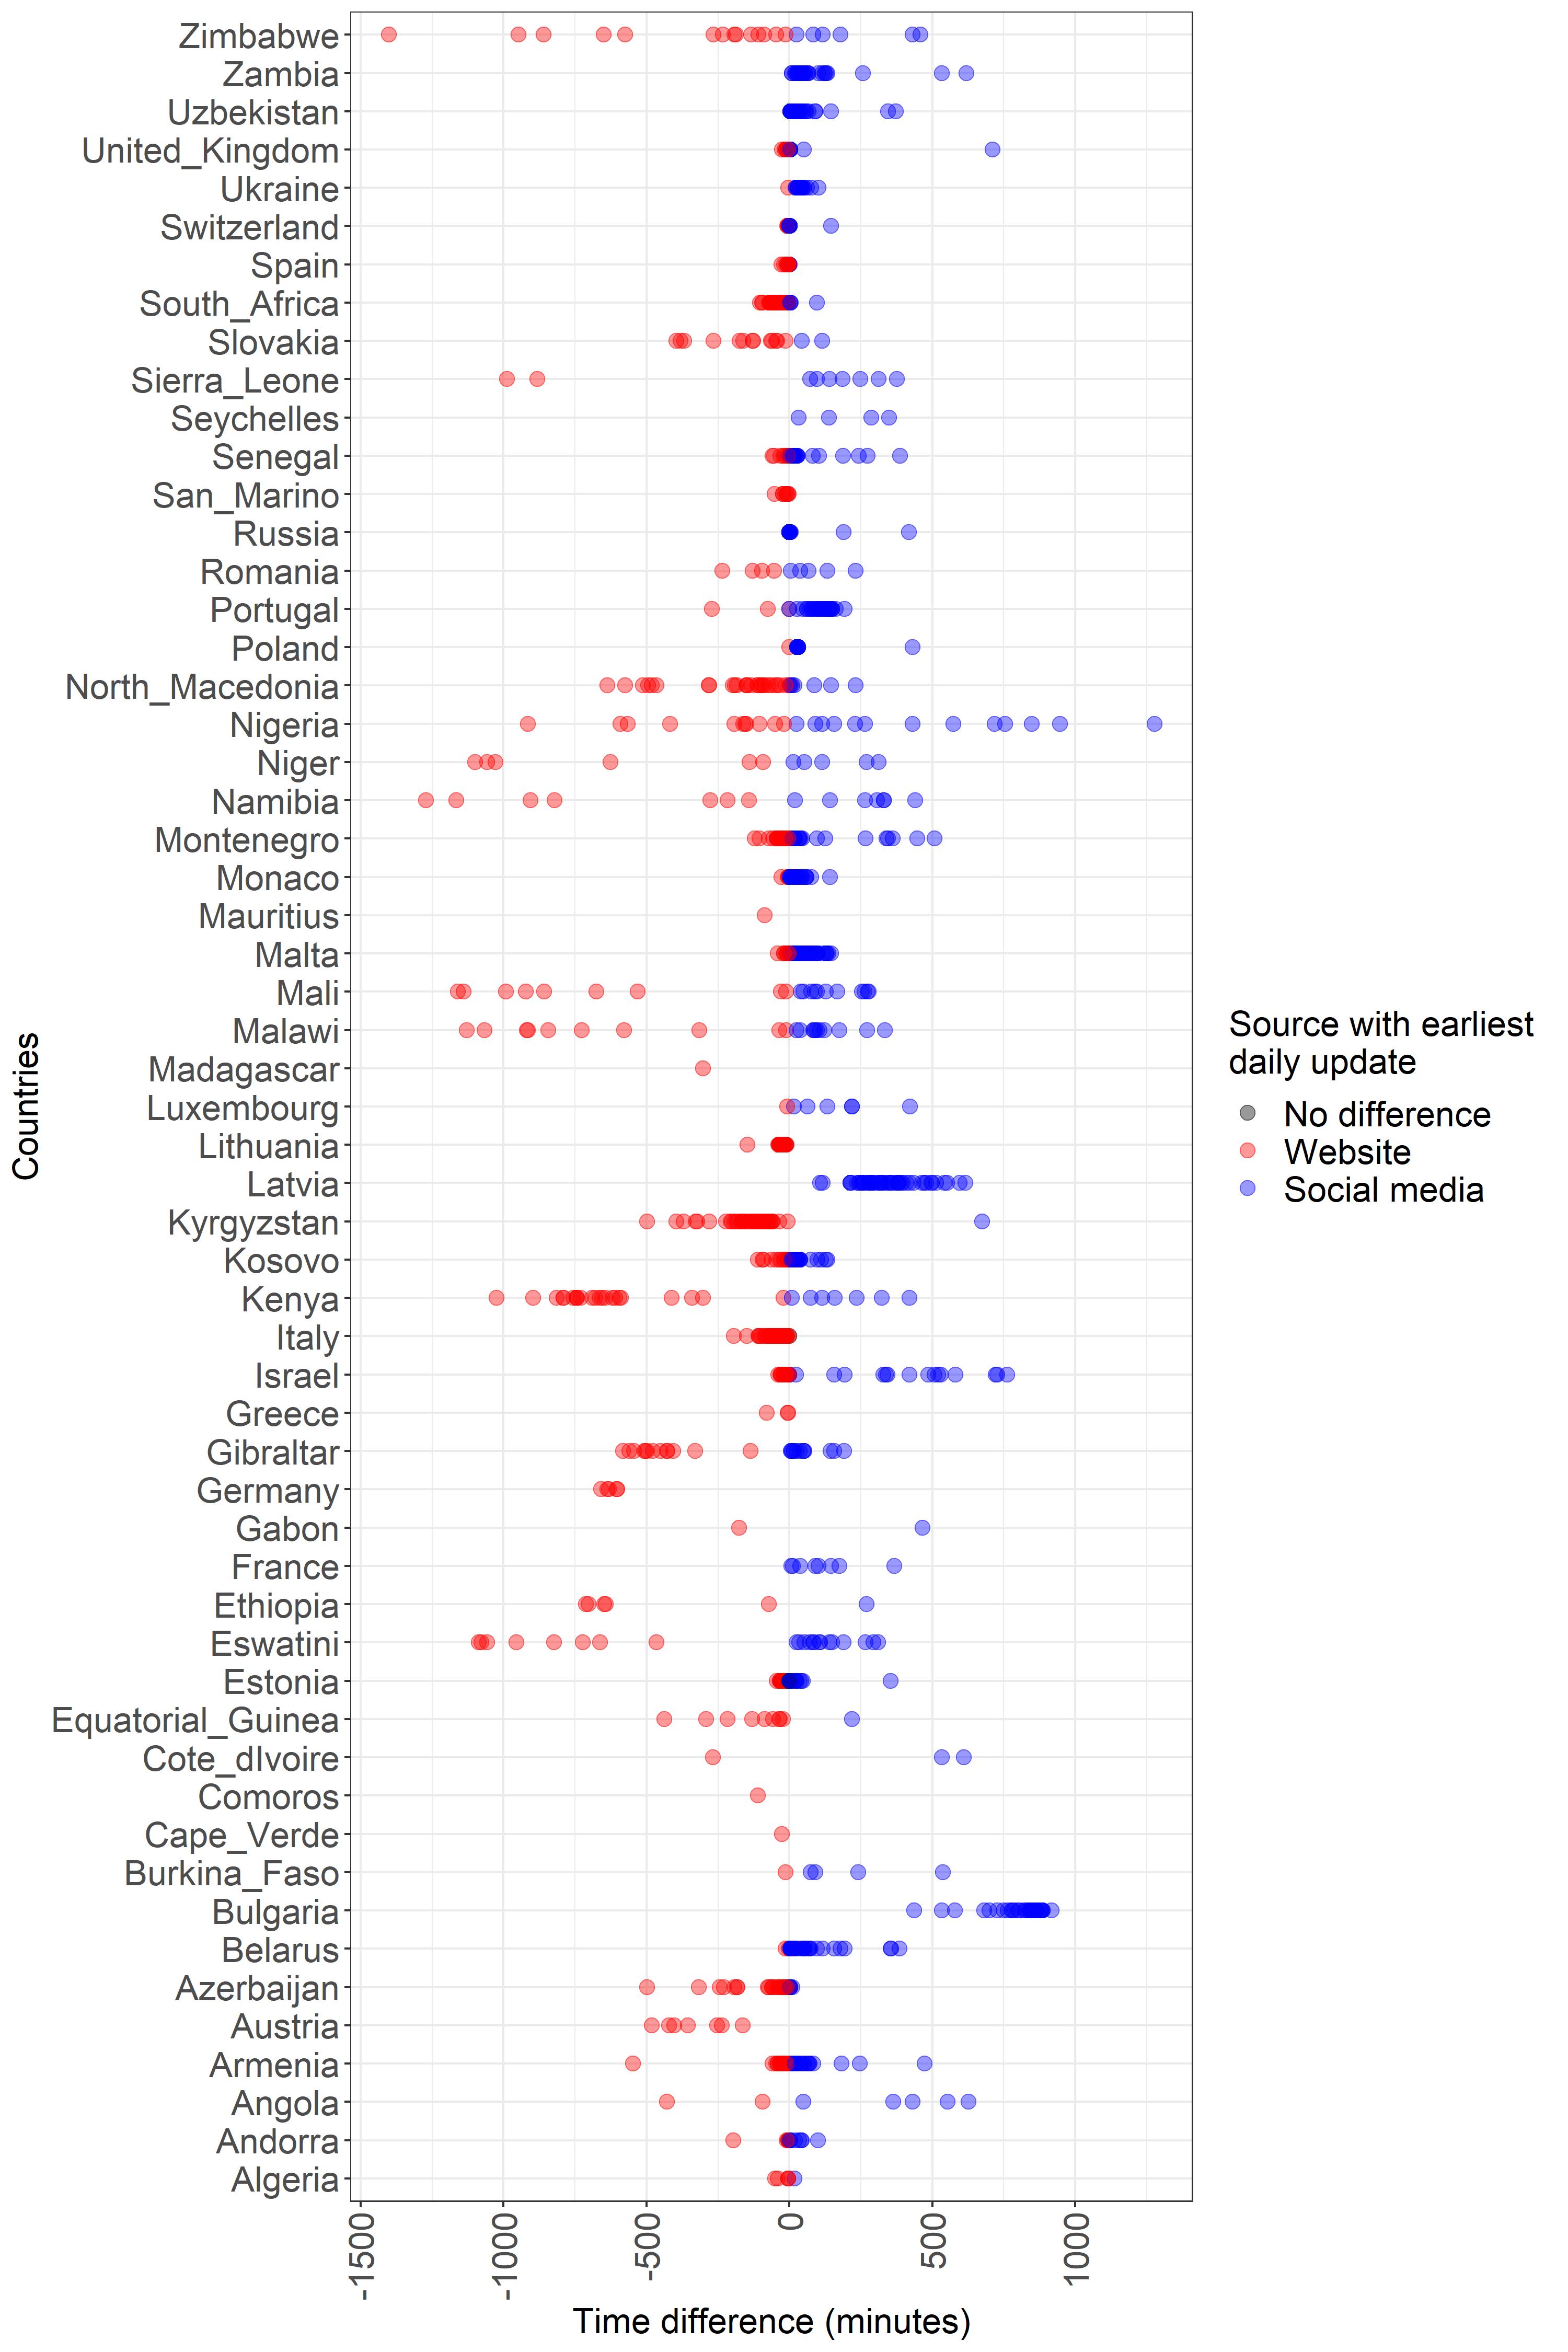 Zimbabwe
Zambia
Uzbekistan
United_Kingdom
Ukraine
Switzerland
Spain
South_Africa
Slovakia
Sierra_Leone
Seychelles
Senegal
San_Marino
Russia
Romania
Portugal
Poland
North_Macedonia
Nigeria
Niger
Namibia
Montenegro
Monaco
Mauritius
Malta
Mali
Malawi
Madagascar
Luxembourg
Lithuania
Latvia
Kyrgyzstan
Kosovo
Kenya
Italy
Israel
Greece
Gibraltar
Germany
Gabon
France
Ethiopia
Eswatini
Estonia
Equatorial_Guinea
Cote_dIvoire
Comoros
Cape_Verde
Burkina_Faso
Bulgaria
Belarus
Azerbaijan
Austria
Armenia
Angola
Andorra
Algeria
Countries
-1500
-1000
-500
0
500
1000
Time difference (minutes)
Source with earliest
daily update
No difference
Website
Social media